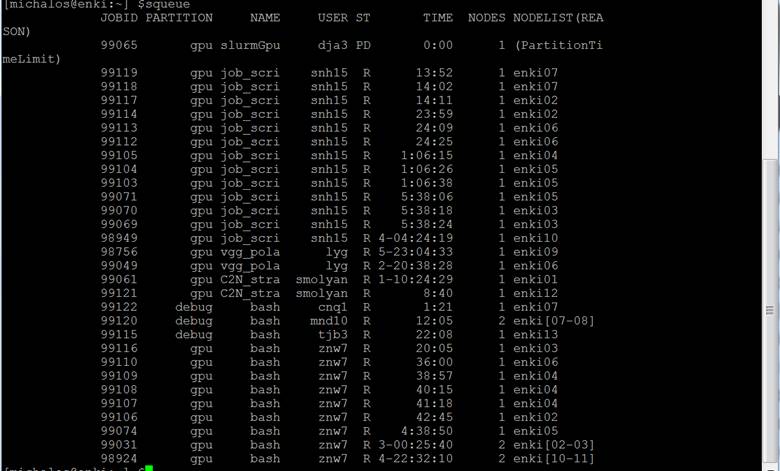 [michalos@enki:~] $squeue
JOBID PARTITION NAME USER ST TIME NODES NODELIST(REA
SON)
99065 gpu slurmGpu dja3 PD 0:00 1 (PartitionTi
meLimit)
99119 gpu job_scri snh15 R 13:52 1 enki07
99118 gpu job_scri snh15 R 14:02 1 enki07
99117 gpu job_scri snh15 R 14:11 1 enki02
99114 gpu job_scri snh15 R 23:59 1 enki02
99113 gpu job_scri snh15 R 24:09 1 enki06
99112 gpu job_scri snh15 R 24:25 1 enki06
99105 gpu job_scri snh15 R 1:06:15 1 enki04
99104 gpu job_scri snh15 R 1:06:26 1 enki05
99103 gpu job_scri snh15 R 1:06:38 1 enki05
99071 gpu job_scri snh15 R 5:38:06 1 enki05
99070 gpu job_scri snh15 R 5:38:18 1 enki03
99069 gpu job_scri snh15 R 5:38:24 1 enki03
98949 gpu job_scri snh15 R 4-04:24:19 1 enki10
98756 gpu vgg_pola lyg R 5-23:04:33 1 enki09
99049 gpu vgg_pola lyg R 2-20:38:28 1 enki06
99061 gpu C2N_stra smolyan R 1-10:24:29 1 enki01
99121 gpu C2N_stra smolyan R 8:40 1 enki12
99122 debug bash cnq1 R 1:21 1 enki07
99120 debug bash mnd10 R 12:05 2 enki[07-08]
99115 debug bash tjb3 R 22:08 1 enki13
99116 gpu bash znw7 R 20:05 1 enki03
99110 gpu bash znw7 R 36:00 1 enki06
99109 gpu bash znw7 R 38:57 1 enki04
99108 gpu bash znw7 R 40:15 1 enki04
99107 gpu bash znw7 R 41:18 1 enki04
99106 gpu bash znw7 R 42:45 1 enki02
99074 gpu bash znw7 R 4:38:50 1 enki05
99031 gpu bash znw7 R 3-00:25:40 2 enki[02-03]
98924 gpu bash znw7 R 4-22:32:10 2 enki[10-11]
[michalos@enki:~] $